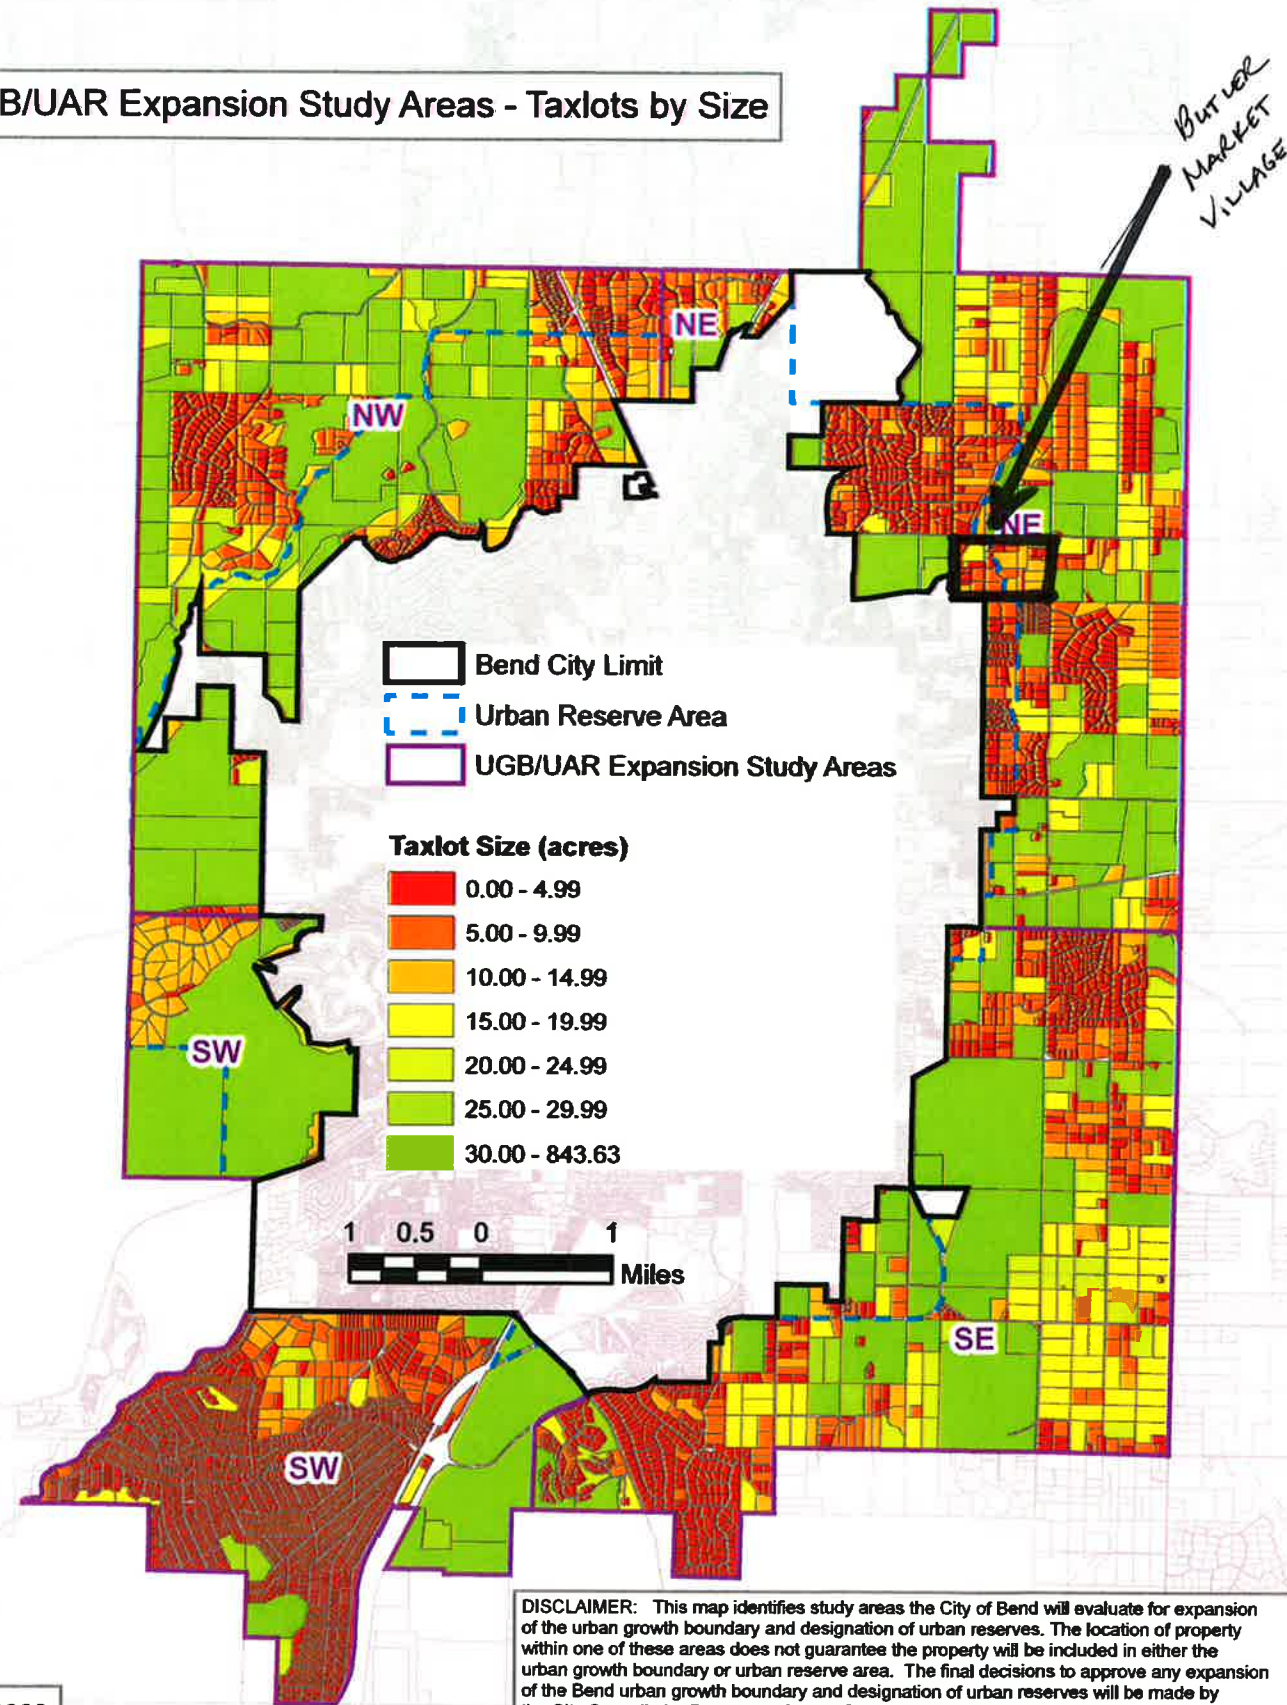 B/UAR Expansion Study Areas - Taxlots by Size
BUTLER
MARKET
VILLAGE
NE
NW
NE
Bend City Limit
Urban Reserve Area
UGB/UAR Expansion Study Areas
Taxlot Size (acres)
0.00 - 4.99
5.00 - 9.99
10.00 - 14.99
15.00 - 19.99
20.00 - 24.99
25.00 - 29.99
30.00 - 843.63
SW
1 0.5 0 1
Miles
SE
SW
DISCLAIMER: This map identifies study areas the City of Bend will evaluate for expansion
of the urban growth boundary and designation of urban reserves. The location of property
within one of these areas does not guarantee the property will be included in either the
urban growth boundary or urban reserve area. The final decisions to approve any expansion
of the Bend urban growth boundary and designation of urban reserves will be made by